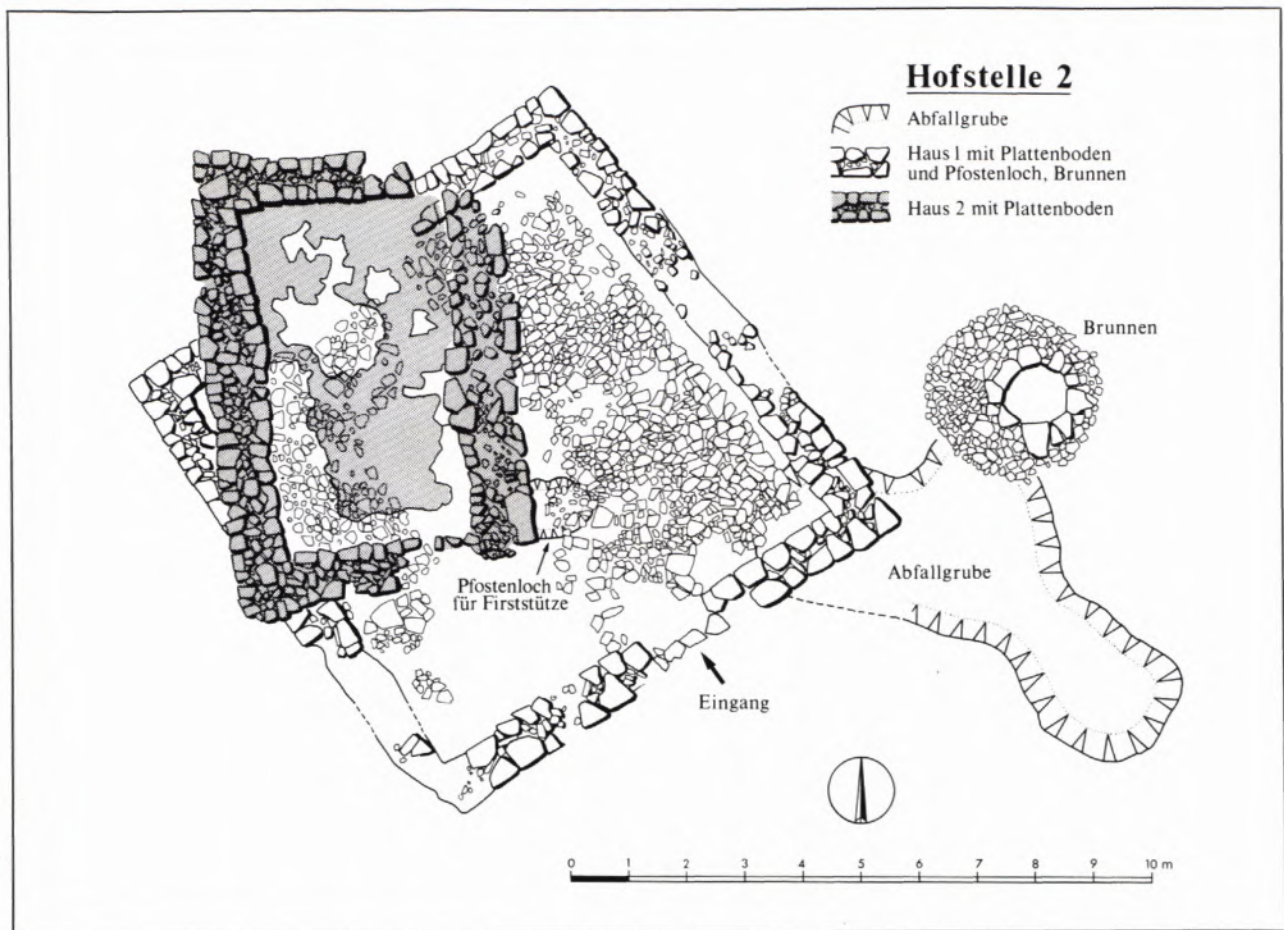 Hofstelle 2
Abfallgrube
Haus 1 mit Plattenboden
und Pfostenloch, Brunnen
Haus 2 mit Plattenboden
Brunnen
Abfallgrube
Pfostenloch
für Firststütze
Eingang
0 1 2 3 4 5 6 7 8 9 10 m